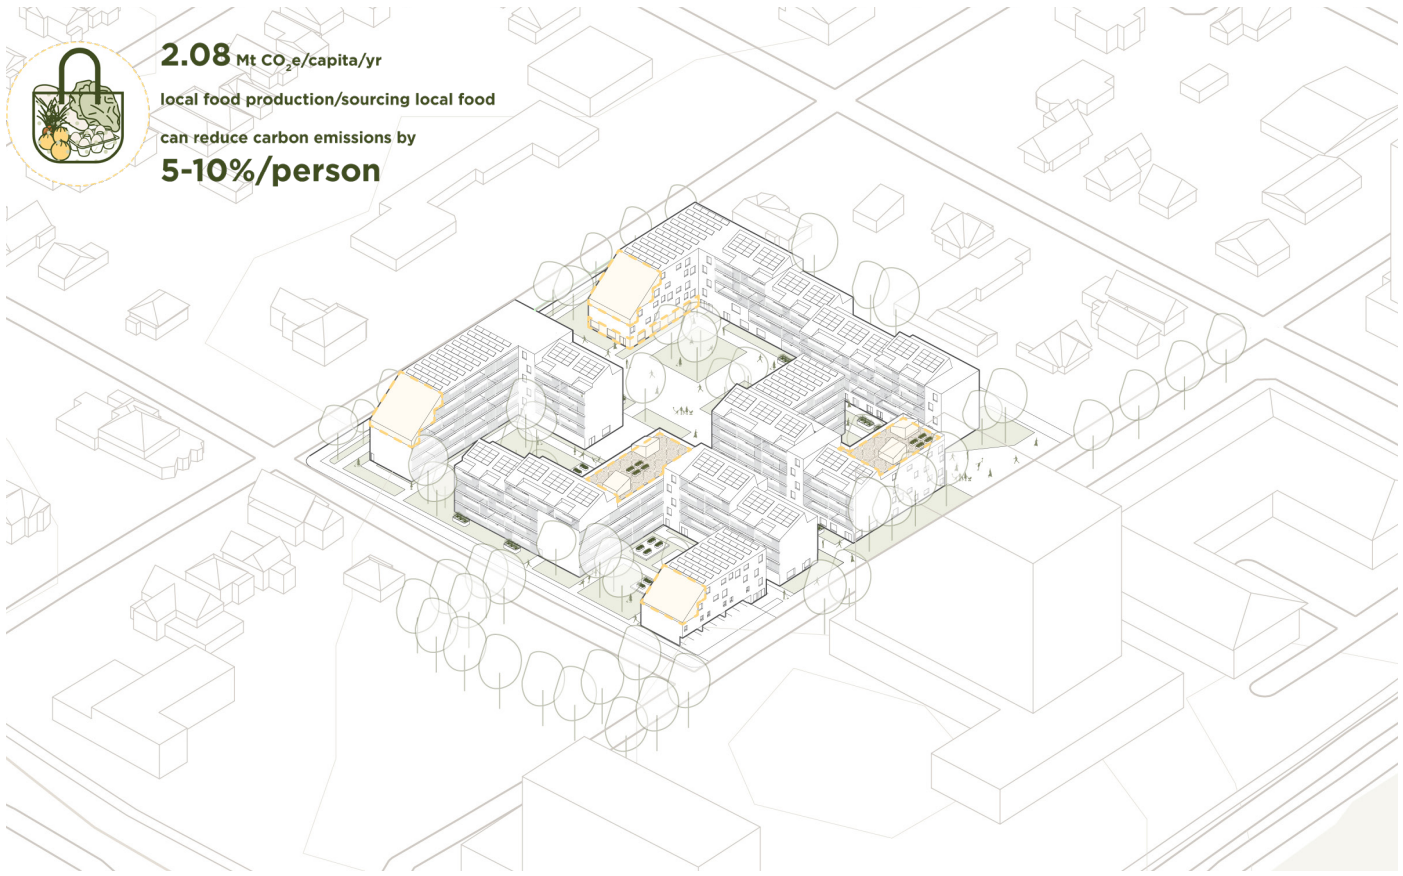 2.08 Mt CO2e/capita/yr
local food production/sourcing local food
can reduce carbon emissions by
5-10%/person